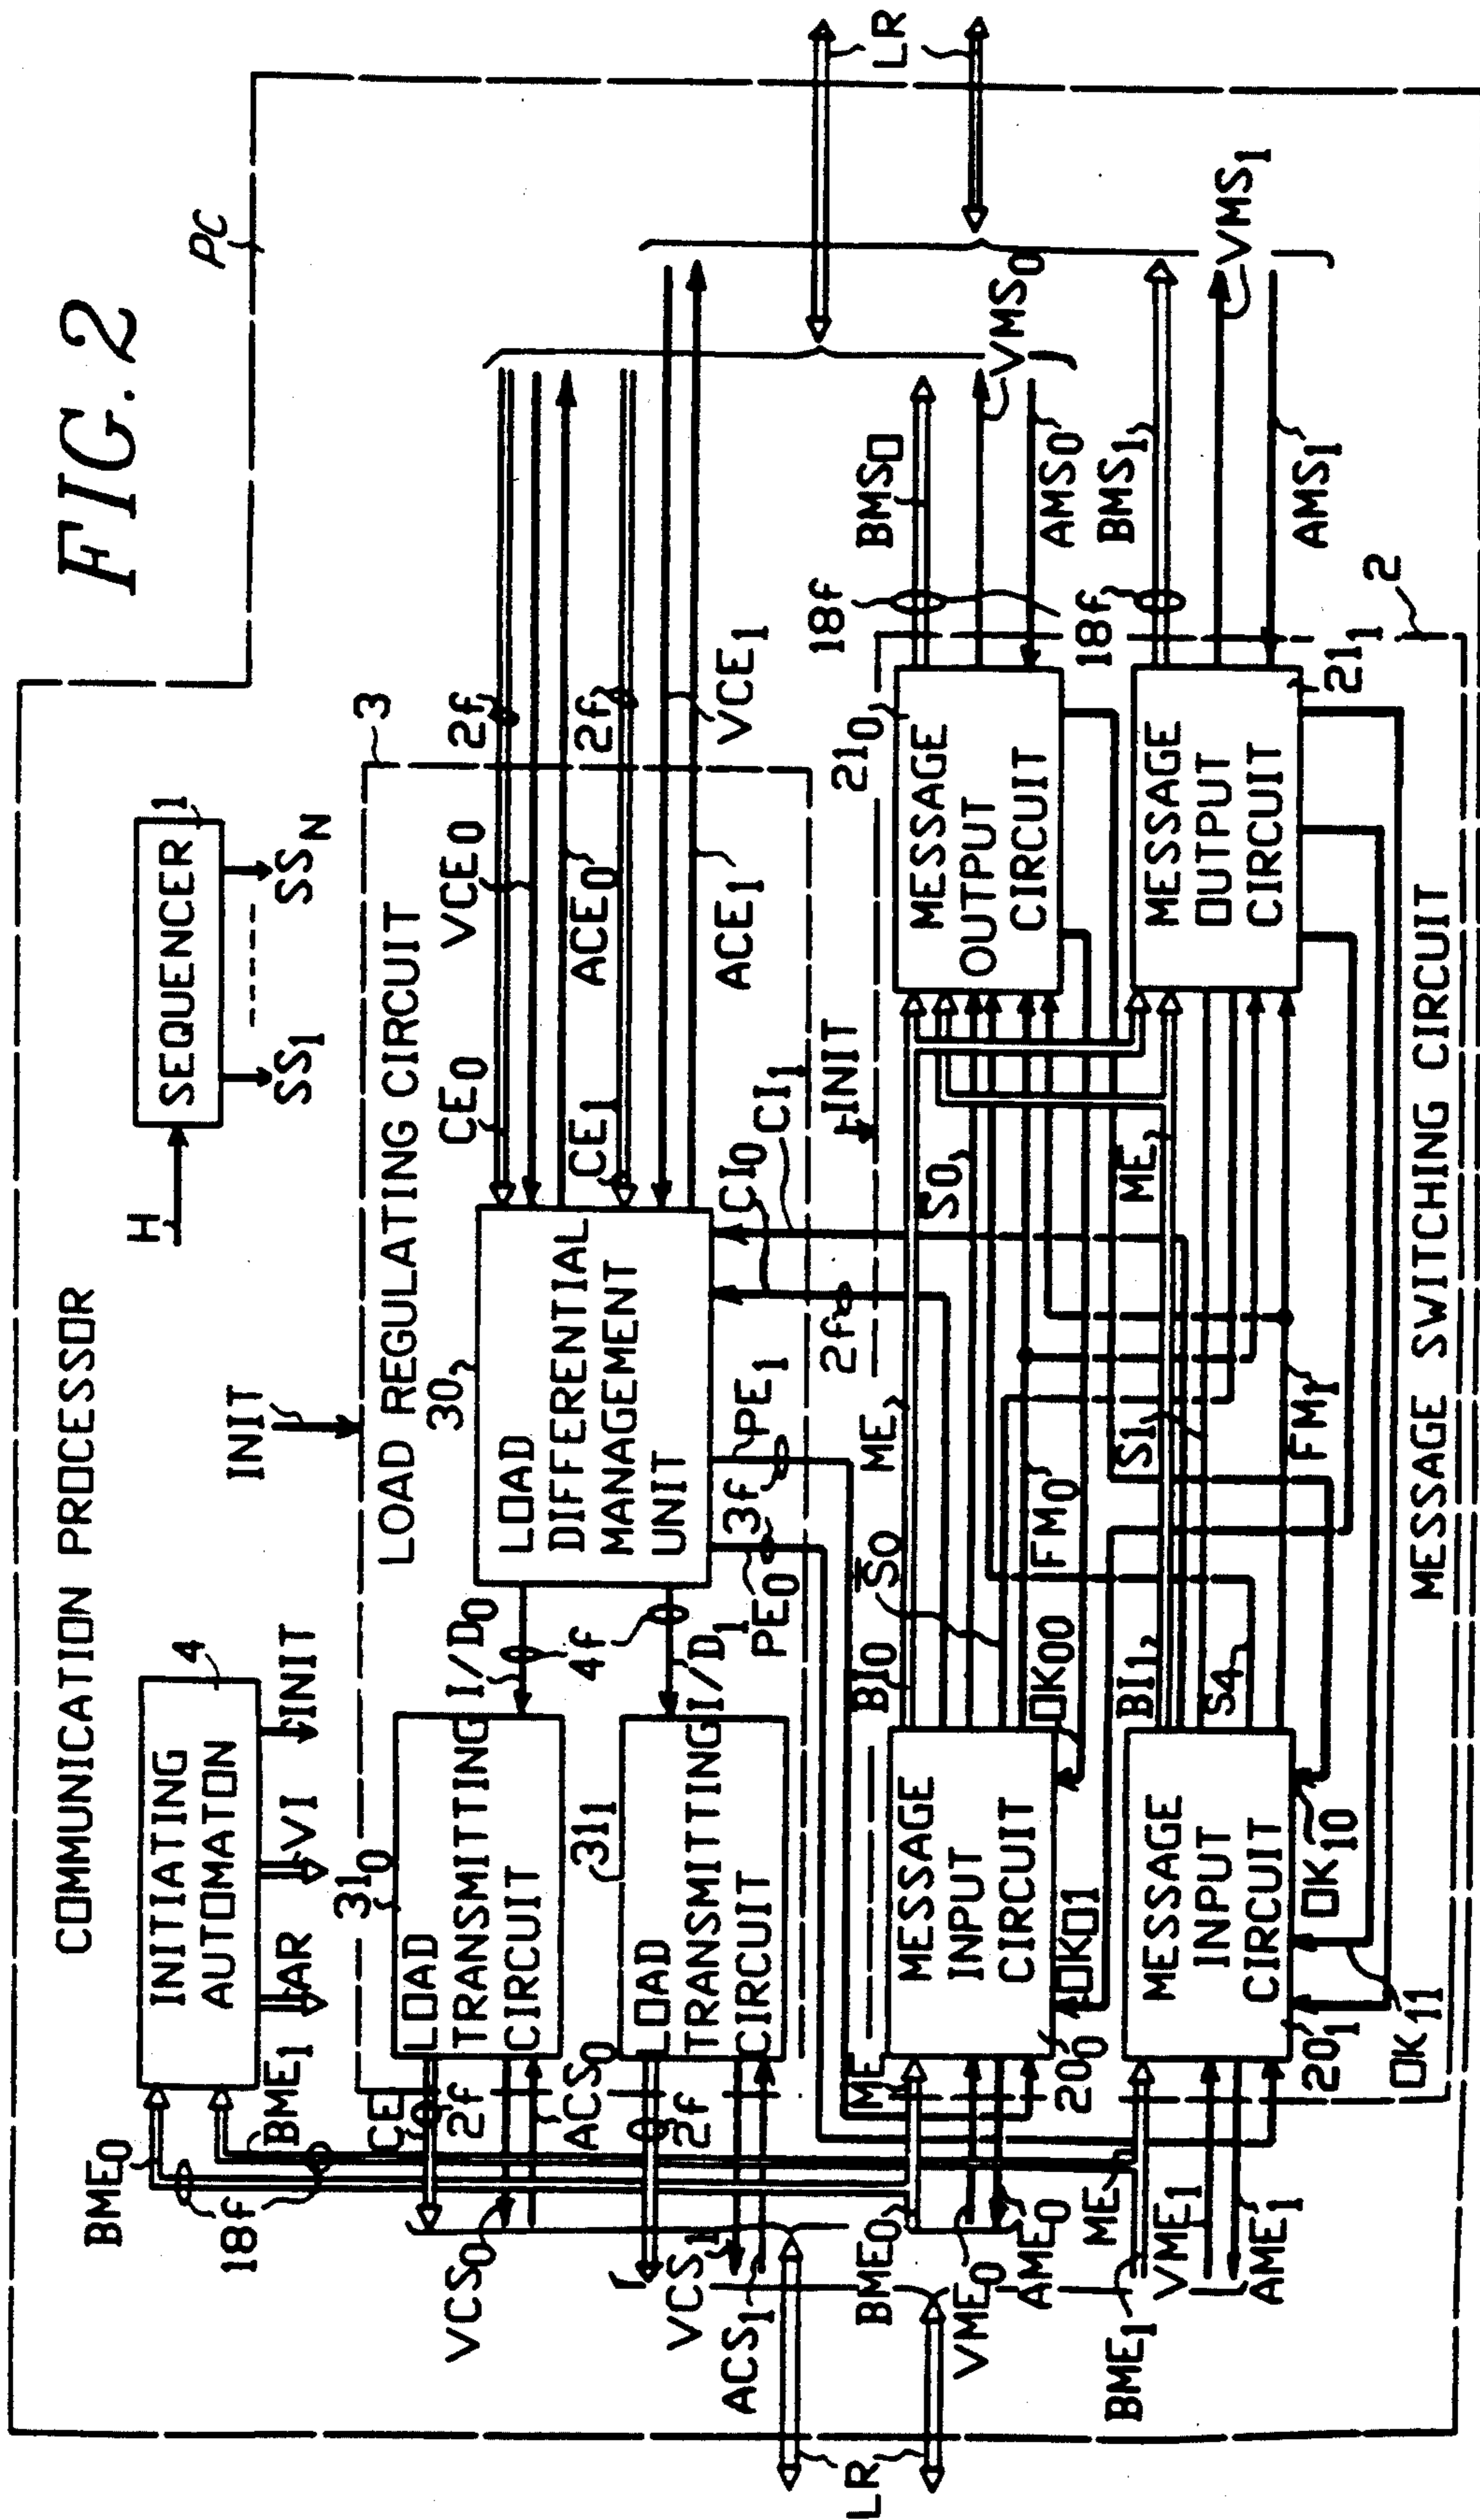 FIG. 2
PC
COMMUNICATION PROCESSOR
BME0
18f
BME1
INITIATING
AUTOMATON
4
AR
VI
INIT
INIT
H
SEQUENCER
1
SS1
SSN
3
LOAD REGULATING CIRCUIT
310
LOAD
TRANSMITTING
CIRCUIT
I/D0
4f
311
LOAD
TRANSMITTING
CIRCUIT
I/D1
30
LOAD
DIFFERENTIAL
MANAGEMENT
UNIT
CE0
VCE0
2f
ACE0
CE1
2f
ACE1
VCE1
CI0
CI1
2f
PE0
3f
PE1
CE
2f
ACS0
2f
VCS0
VCS1
ACS1
LR
LR
INIT
BME0
VME0
AME0
ME
BME1
VME1
AME1
ME
200
MESSAGE
INPUT
CIRCUIT
OK01
OK00
201
MESSAGE
INPUT
CIRCUIT
OK10
OK11
BI0
S0
ME
S0
FM0
ME
BI1
S4
S1
FM1
210
MESSAGE
OUTPUT
CIRCUIT
18f
BMS0
VMS0
AMS0
211
MESSAGE
OUTPUT
CIRCUIT
18f
BMS1
VMS1
AMS1
2
MESSAGE SWITCHING CIRCUIT